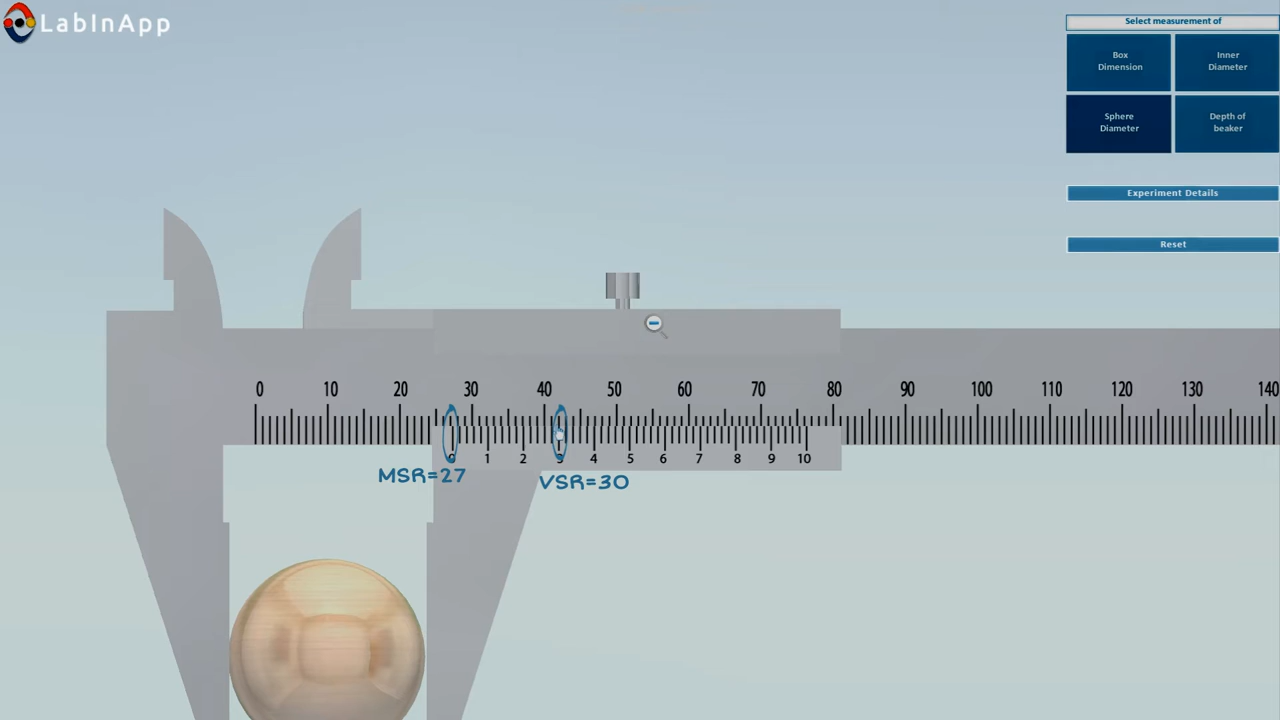 LabInApp
Select measurement of
Box
Dimension
Inner
Diameter
Sphere
Diameter
Depth of
beaker
Experiment Details
Reset
0 10 20 30 40 50 60 70 80 90 100 110 120 130 140
0 1 2 3 4 5 6 7 8 9 10
MSR=27
VSR=30